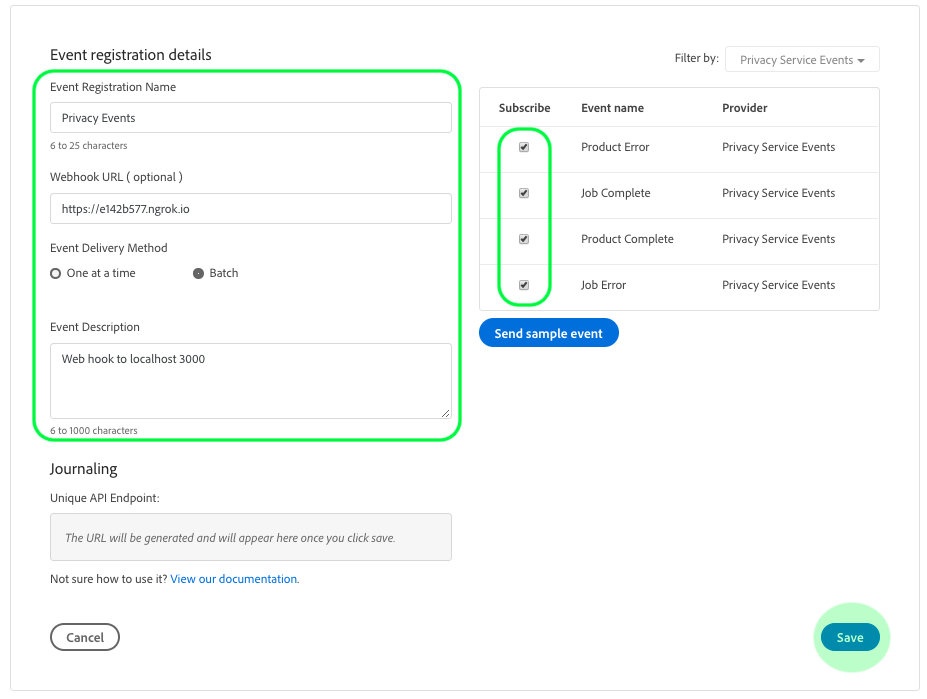 Event registration details
Event Registration Name
Privacy Events
6 to 25 characters
Webhook URL ( optional )
https://e142b577.ngrok.io
Event Delivery Method
One at a time Batch
Event Description
Web hook to localhost 3000
6 to 1000 characters
Filter by: Privacy Service Events
Subscribe Event name Provider
Product Error Privacy Service Events
Job Complete Privacy Service Events
Product Complete Privacy Service Events
Job Error Privacy Service Events
Send sample event
Journaling
Unique API Endpoint:
The URL will be generated and will appear here once you click save.
Not sure how to use it? View our documentation.
Cancel
Save